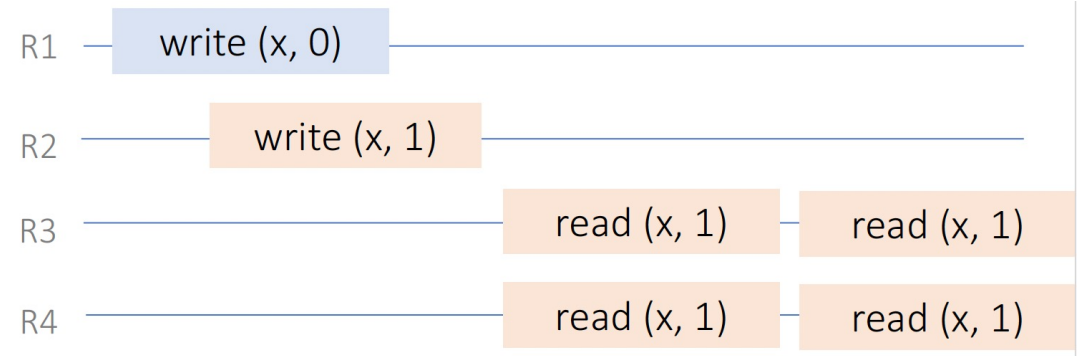 R1 write (x, 0)
R2 write (x, 1)
R3 read (x, 1) read (x, 1)
R4 read (x, 1) read (x, 1)